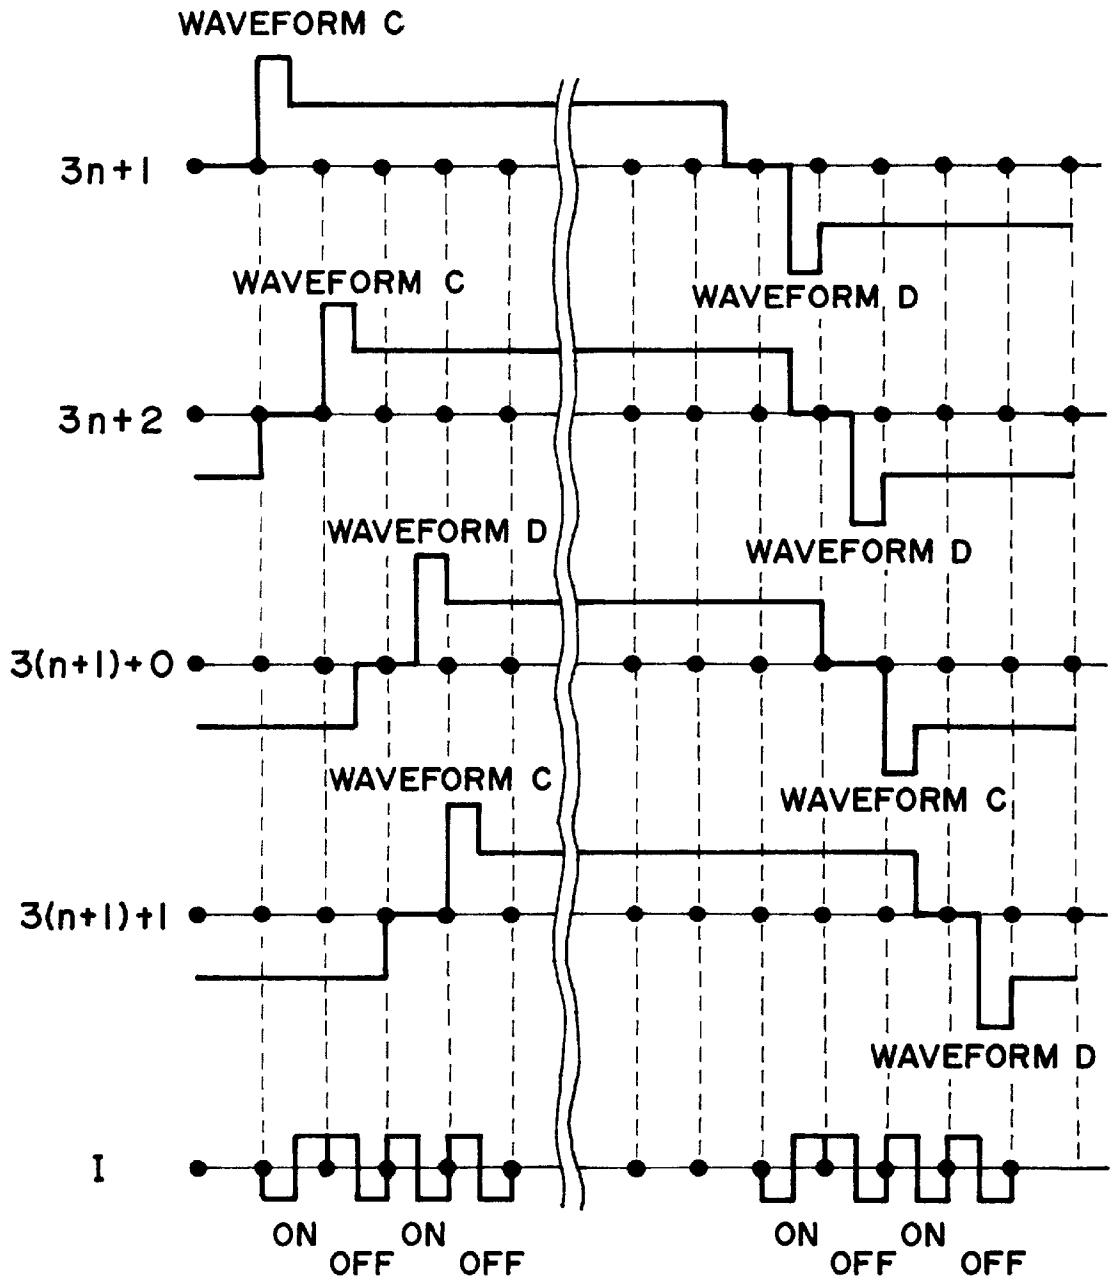 WAVEFORM C
3n+1
WAVEFORM C
WAVEFORM D
3n+2
WAVEFORM D
WAVEFORM D
3(n+1)+0
WAVEFORM C
WAVEFORM C
3(n+1)+1
WAVEFORM D
I
ON ON ON ON
OFF OFF OFF OFF